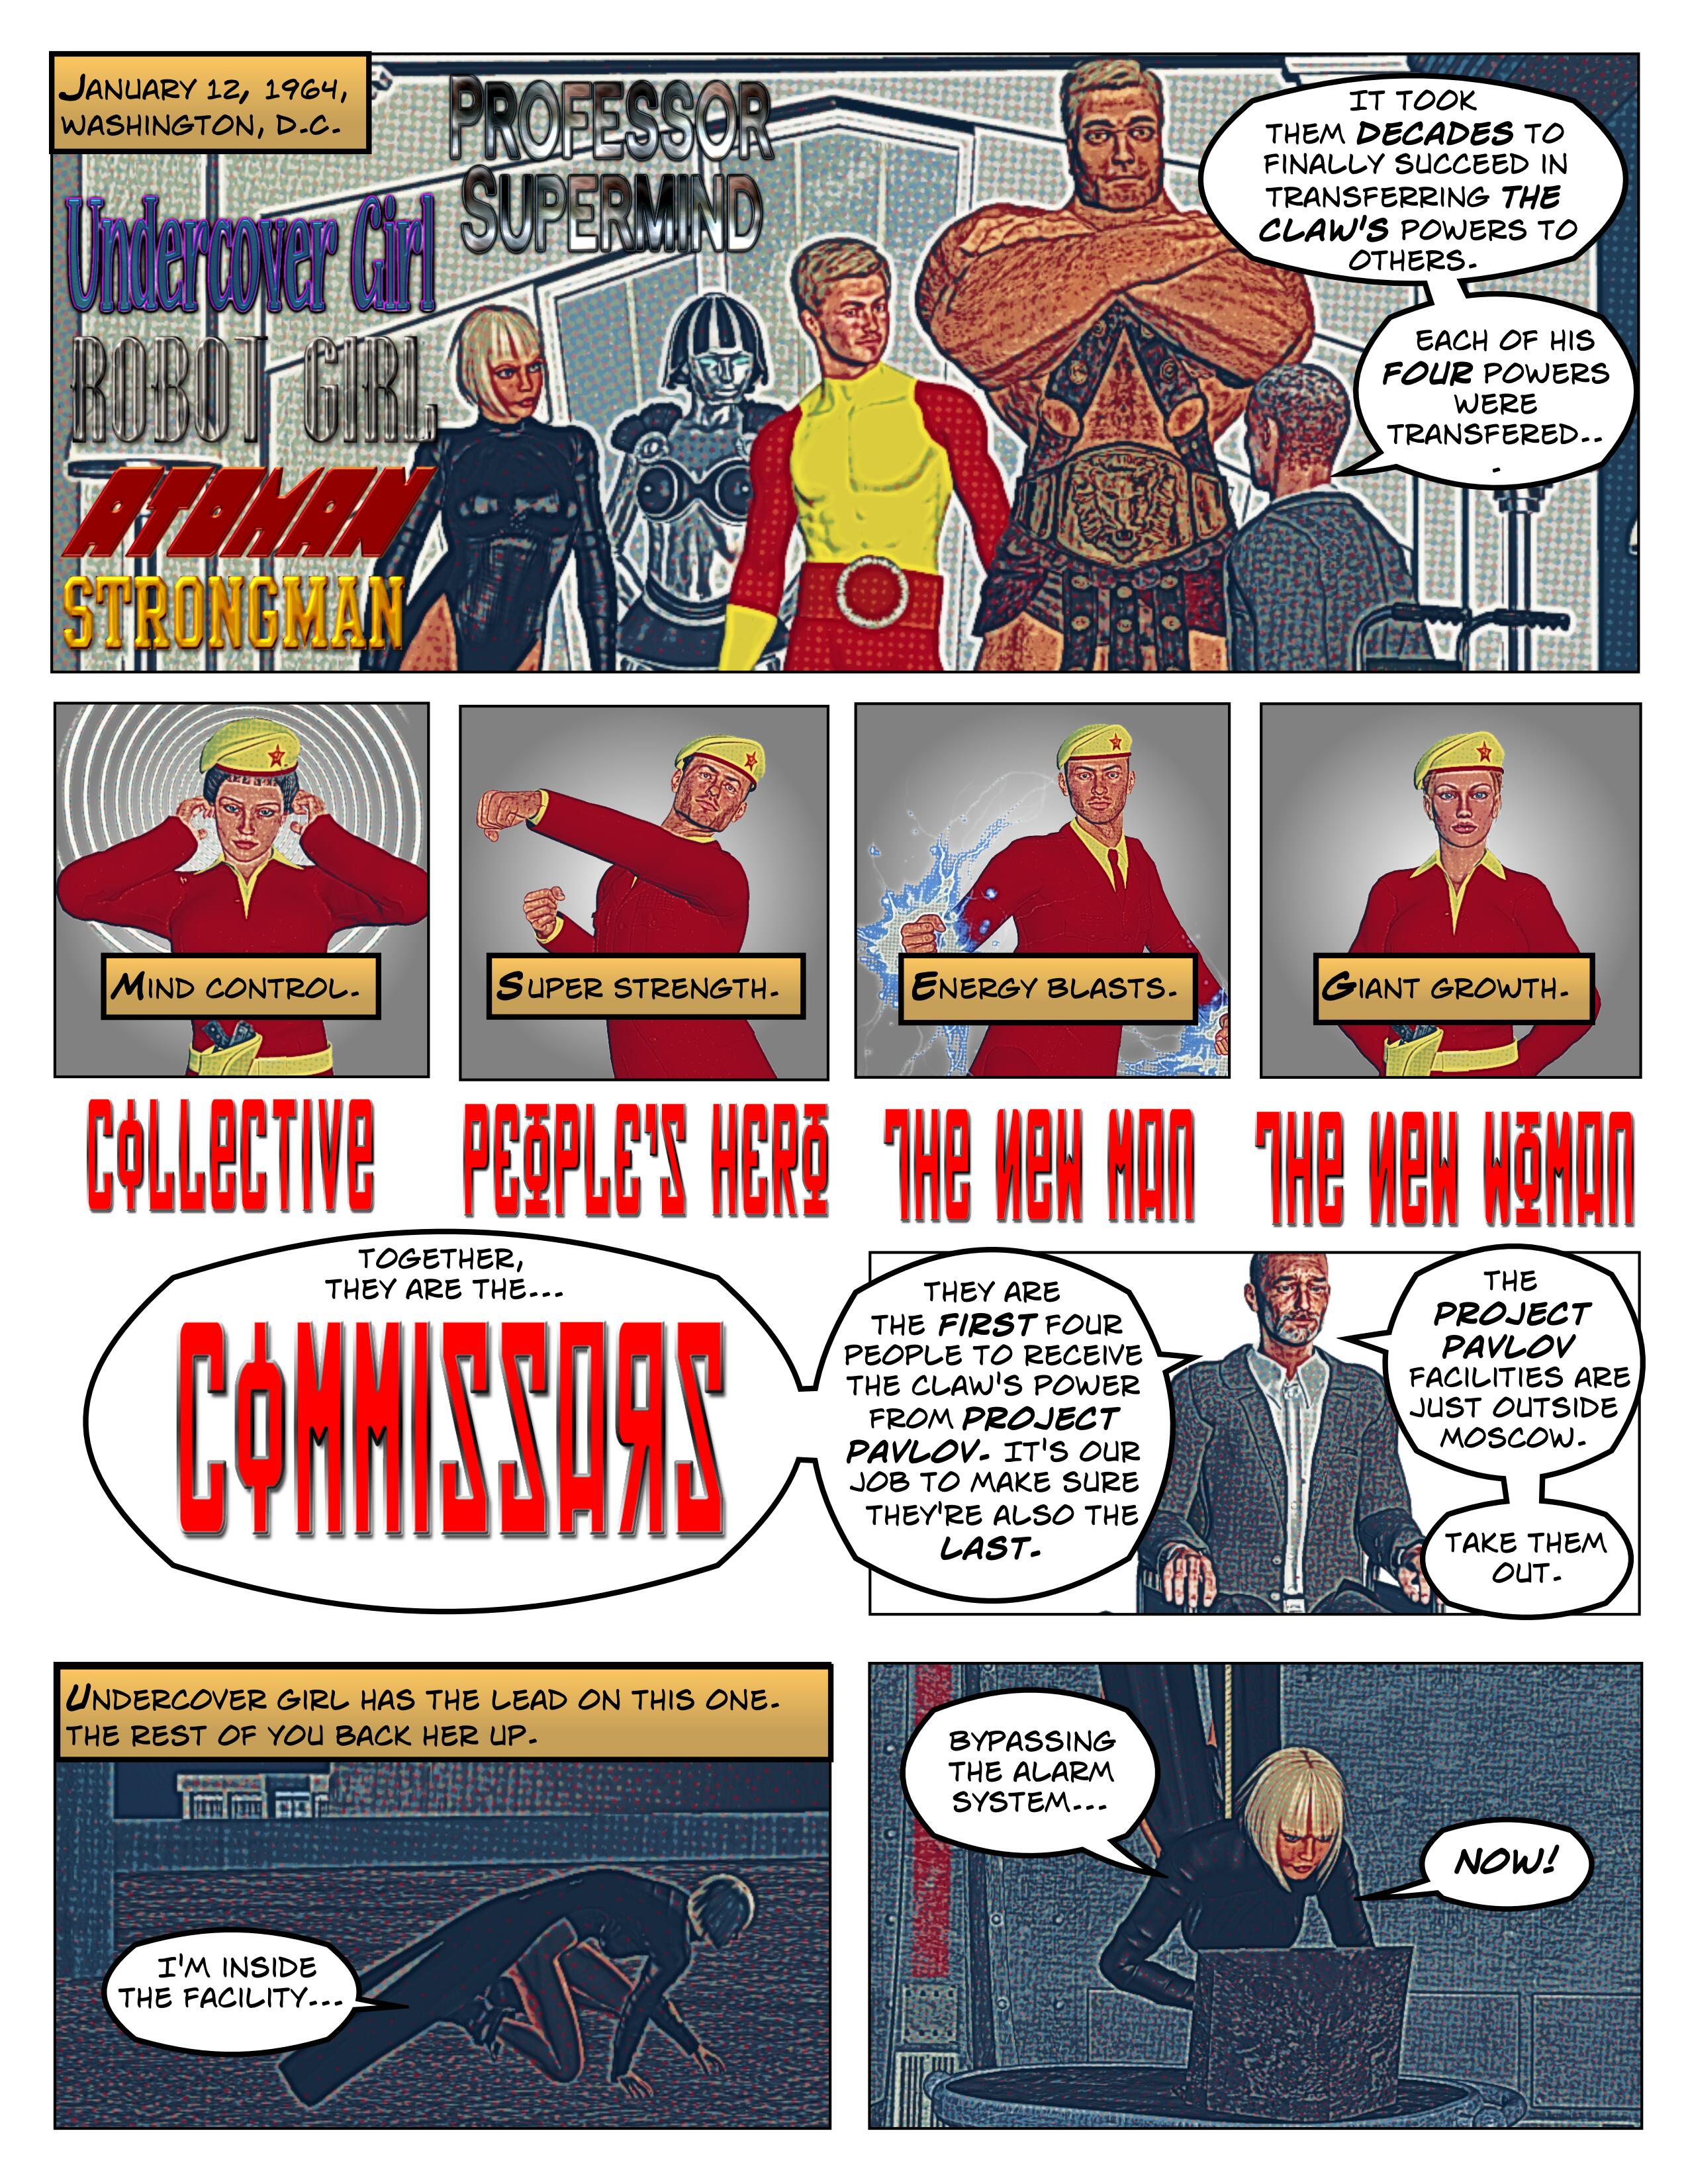 JANUARY 12, 1964,
WASHINGTON, D.C.
PROFESSOR
SUPERMIND
Undercover Girl
ROBOT GIRL
ATOMAN
STRONGMAN
IT TOOK
THEM DECADES TO
FINALLY SUCCEED IN
TRANSFERRING THE
CLAW'S POWERS TO
OTHERS.
EACH OF HIS
FOUR POWERS
WERE
TRANSFERED..
.
MIND CONTROL.
SUPER STRENGTH.
ENERGY BLASTS.
GIANT GROWTH.
COLLECTIVE
PEOPLE'S HERO
THE NEW MAN
THE NEW WOMAN
TOGETHER,
THEY ARE THE...
COMMISSARS
THEY ARE
THE FIRST FOUR
PEOPLE TO RECEIVE
THE CLAW'S POWER
FROM PROJECT
PAVLOV. IT'S OUR
JOB TO MAKE SURE
THEY'RE ALSO THE
LAST.
THE
PROJECT
PAVLOV
FACILITIES ARE
JUST OUTSIDE
MOSCOW.
TAKE THEM
OUT.
UNDERCOVER GIRL HAS THE LEAD ON THIS ONE.
THE REST OF YOU BACK HER UP.
I'M INSIDE
THE FACILITY...
BYPASSING
THE ALARM
SYSTEM...
NOW!